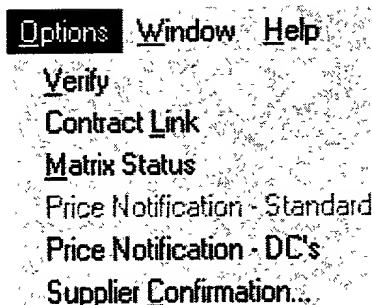 Options Window Help
Verify
Contract Link
Matrix Status
Price Notification - Standard
Price Notification - DC's
Supplier Confirmation...